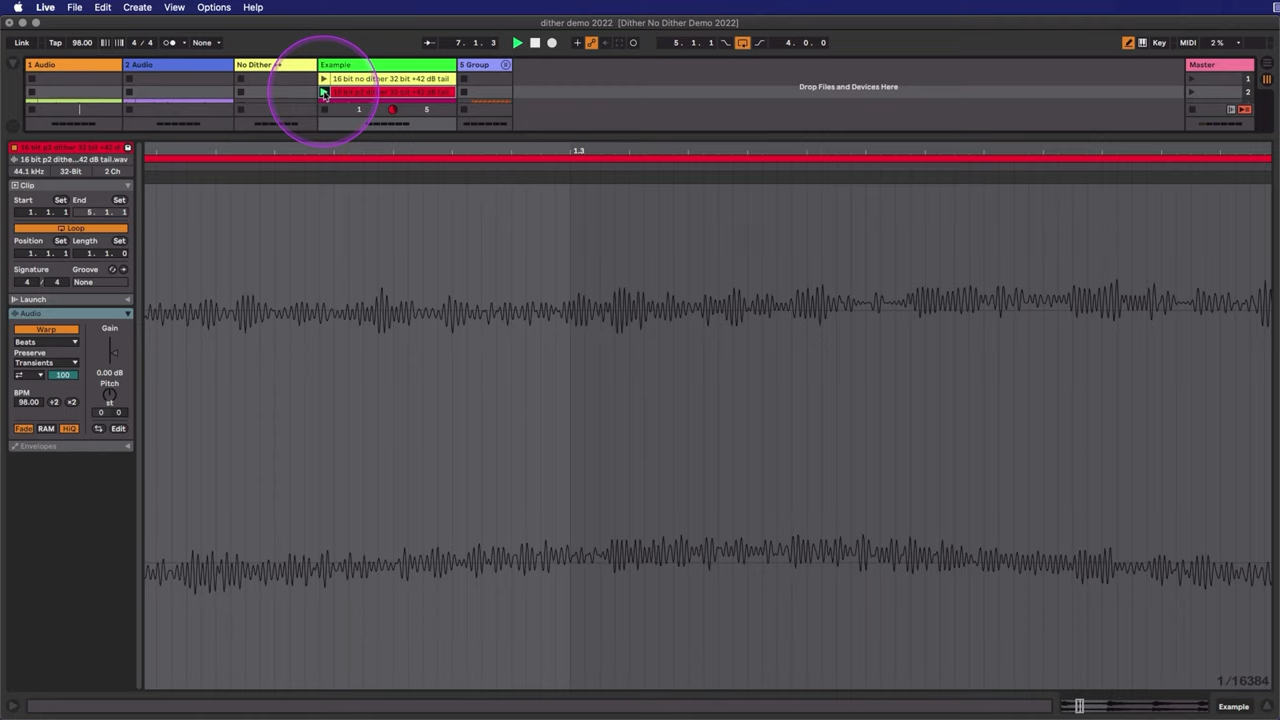 Live File Edit Create View Options Help
dither demo 2022 [Dither No Dither Demo 2022]
Link Tap 98.00 4 / 4 None 7. 1. 3 5. 1. 1 4. 0. 0 Key MIDI 2 %
1 Audio 2 Audio No Dither Example 5 Group Master
16 bit no dither 32 bit +42 dB tail 1
16 bit p2 dither 32 bit +42 dB tail 2
Drop Files and Devices Here
1 5
16 bit p2 dither 32 bit +42 dB
16 bit p2 dithe...42 dB tail.wav
44.1 kHz 32-Bit 2 Ch
1.3
Clip
Start Set End Set
1. 1. 1 5. 1. 1
Loop
Position Set Length Set
1. 1. 1 1. 1. 0
Signature Groove
4 / 4 None
Launch
Audio
Warp Gain
Beats
Preserve
Transients
100 0.00 dB
Pitch
BPM st
98.00 ÷2 ×2
0 0
Fade RAM HiQ Edit
Envelopes
1/16384
Example